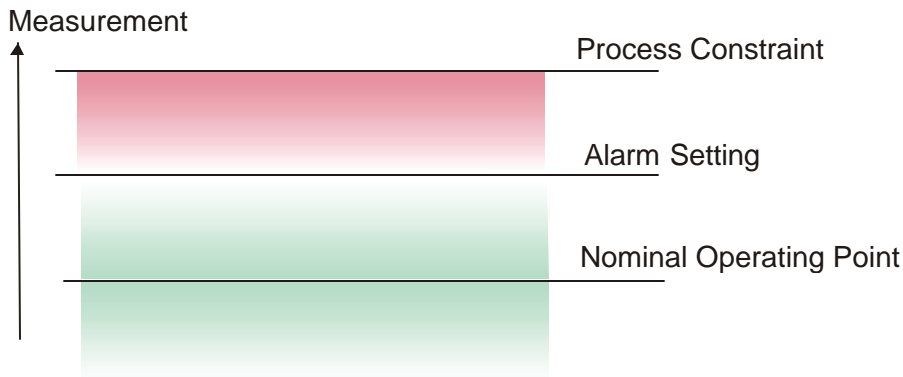 Measurement
Process Constraint
Alarm Setting
Nominal Operating Point